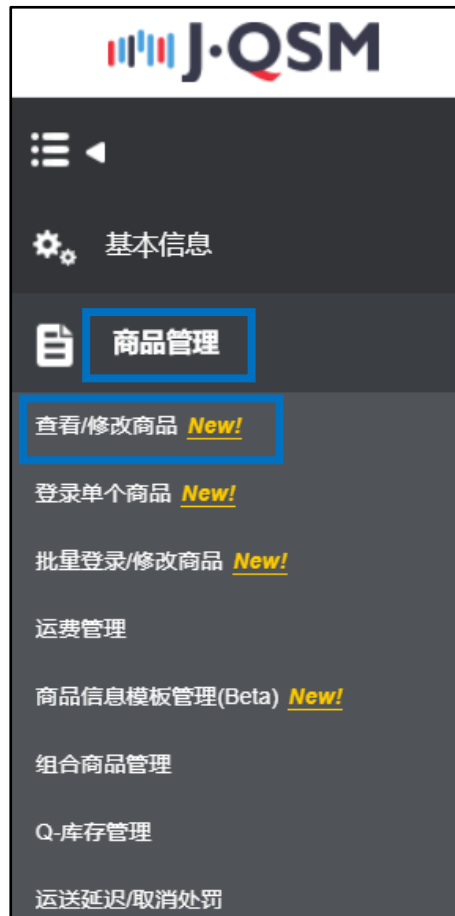 J·QSM
基本信息
商品管理
查看/修改商品 New!
登录单个商品 New!
批量登录/修改商品 New!
运费管理
商品信息模板管理(Beta) New!
组合商品管理
Q-库存管理
运送延迟/取消处罚